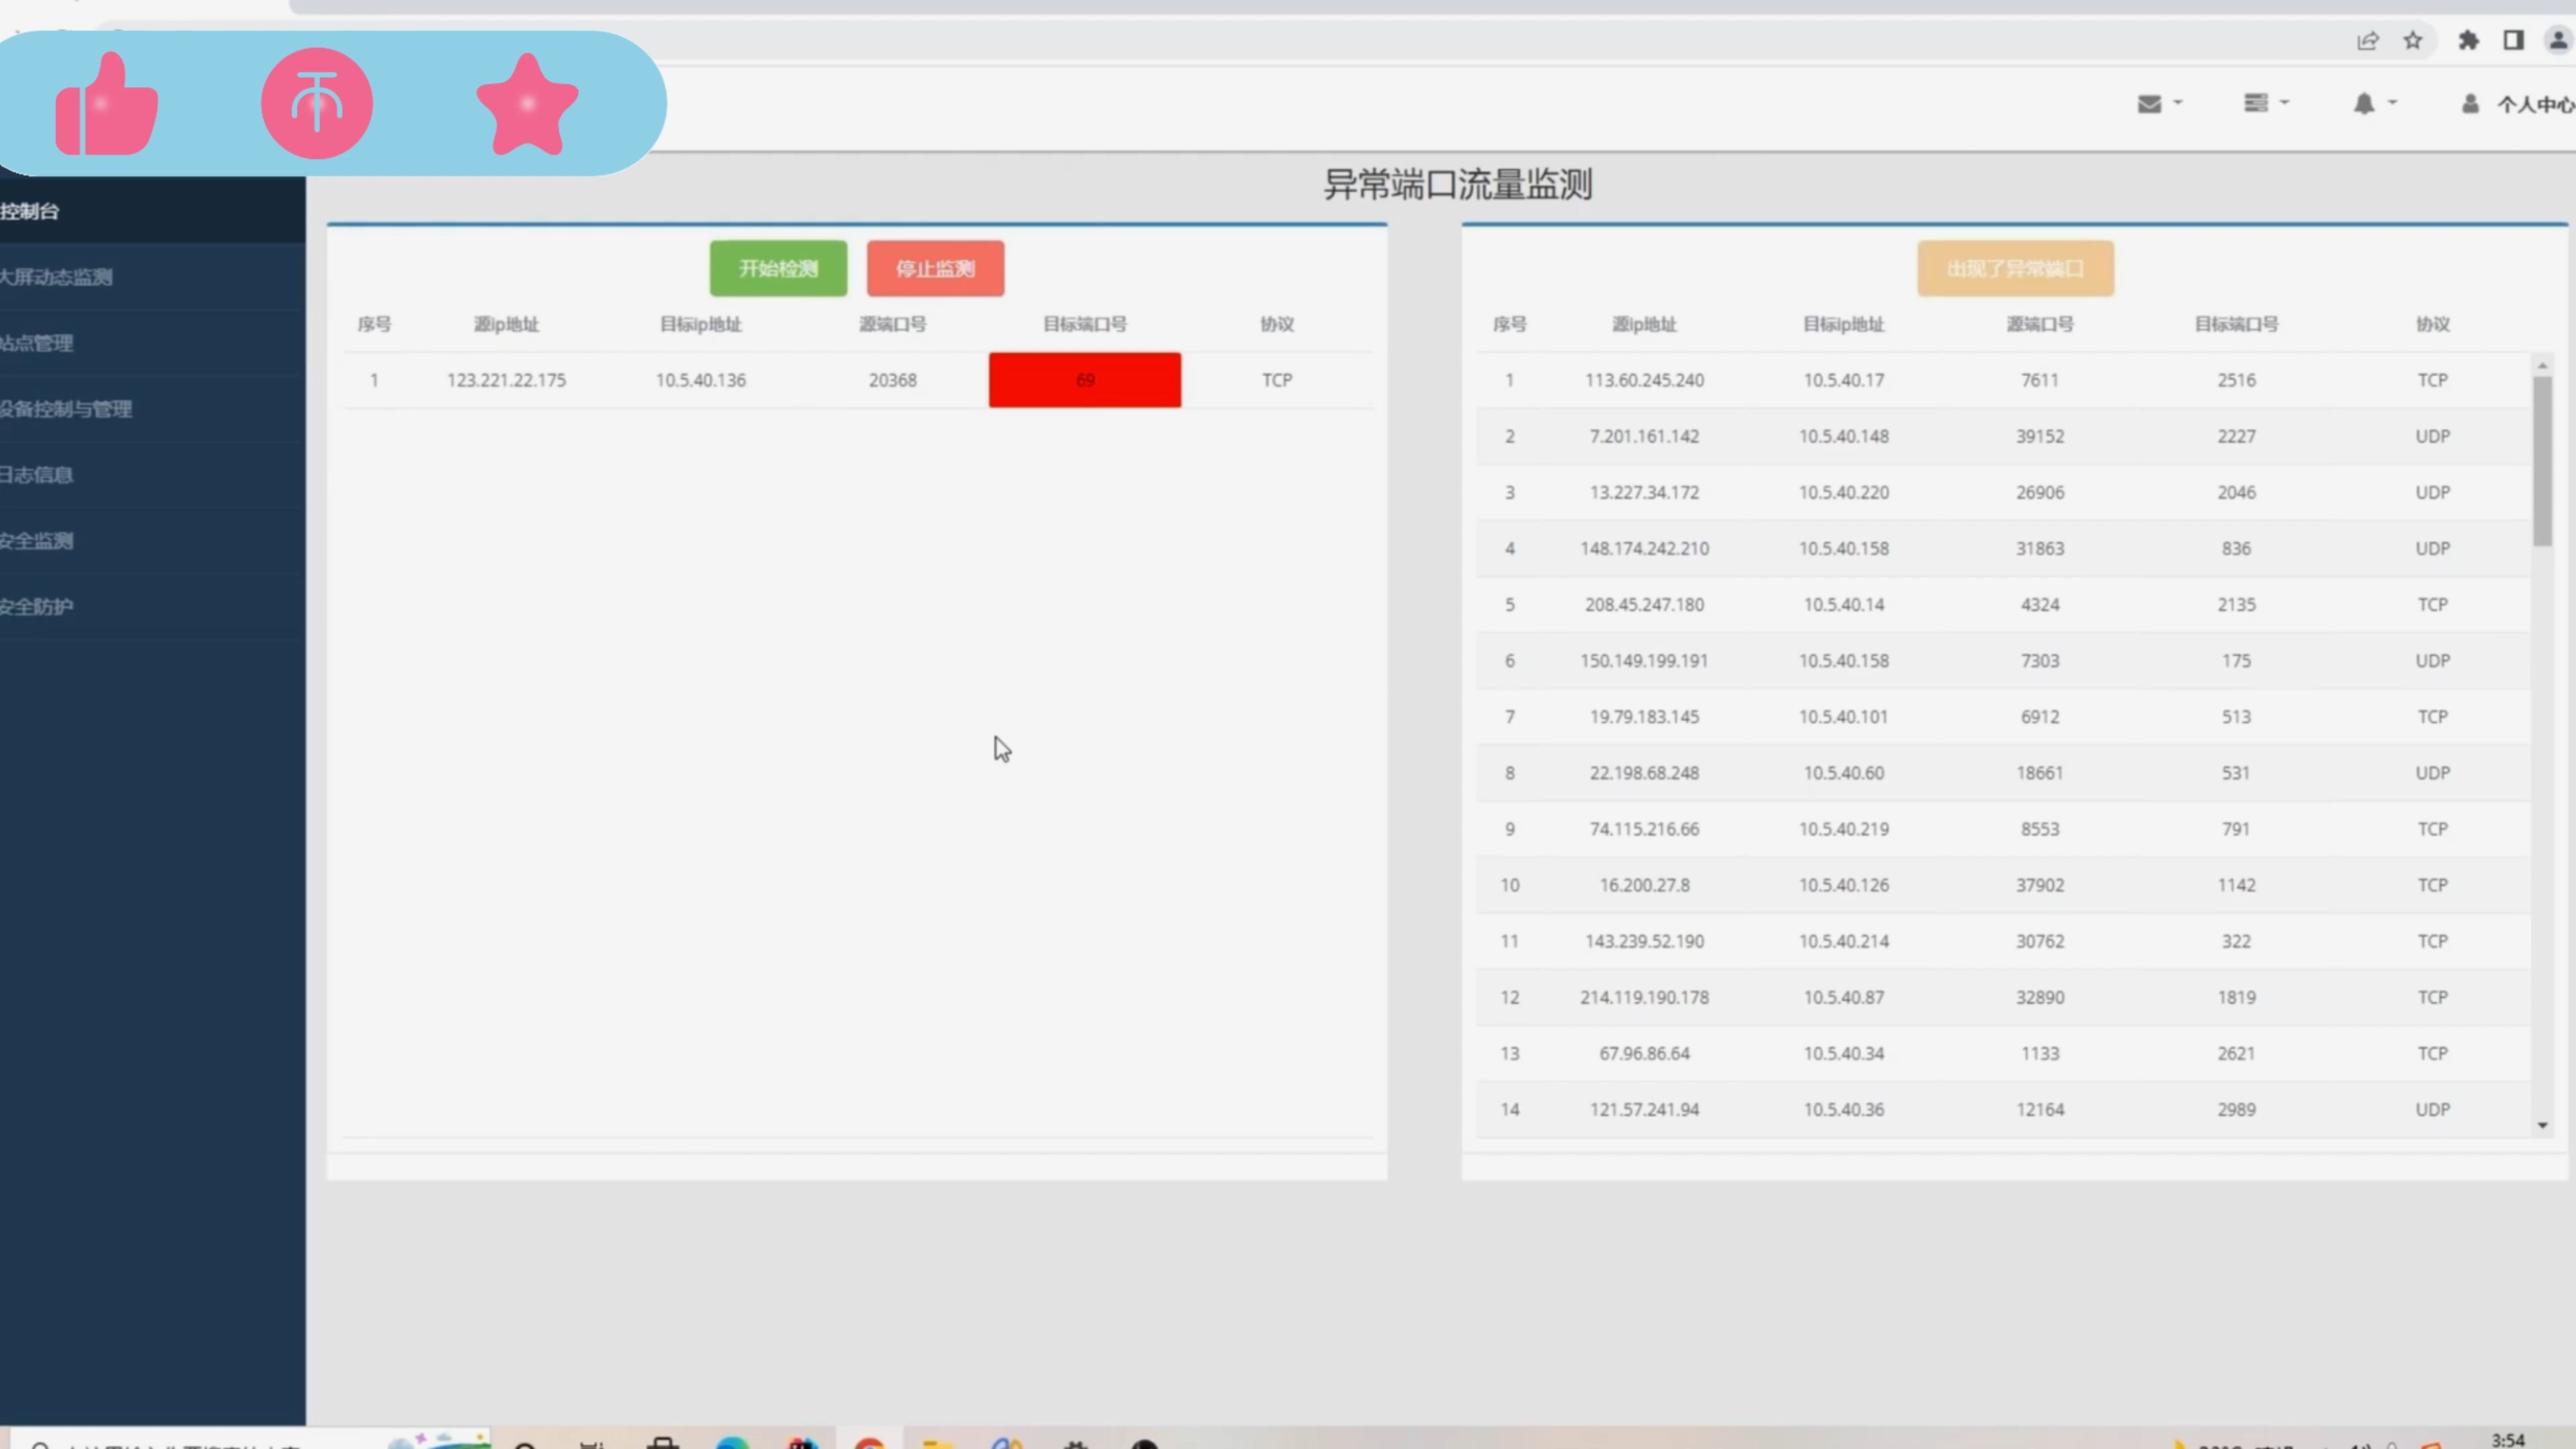 个人中心
异常端口流量监测
控制台
大屏动态监测
站点管理
设备控制与管理
日志信息
安全监测
安全防护
开始检测 停止监测
序号 源ip地址 目标ip地址 源端口号 目标端口号 协议
1 123.221.22.175 10.5.40.136 20368 69 TCP
出现了异常端口
序号 源ip地址 目标ip地址 源端口号 目标端口号 协议
1 113.60.245.240 10.5.40.17 7611 2516 TCP
2 7.201.161.142 10.5.40.148 39152 2227 UDP
3 13.227.34.172 10.5.40.220 26906 2046 UDP
4 148.174.242.210 10.5.40.158 31863 836 UDP
5 208.45.247.180 10.5.40.14 4324 2135 TCP
6 150.149.199.191 10.5.40.158 7303 175 UDP
7 19.79.183.145 10.5.40.101 6912 513 TCP
8 22.198.68.248 10.5.40.60 18661 531 UDP
9 74.115.216.66 10.5.40.219 8553 791 TCP
10 16.200.27.8 10.5.40.126 37902 1142 TCP
11 143.239.52.190 10.5.40.214 30762 322 TCP
12 214.119.190.178 10.5.40.87 32890 1819 TCP
13 67.96.86.64 10.5.40.34 1133 2621 TCP
14 121.57.241.94 10.5.40.36 12164 2989 UDP
3:54